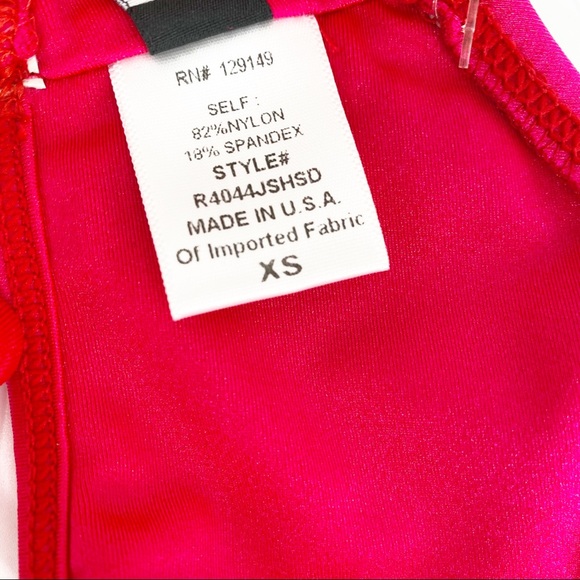 RN# 129149
SELF :
82%NYLON
18% SPANDEX
STYLE#
R4044JSHSD
MADE IN U.S.A.
Of Imported Fabric
XS